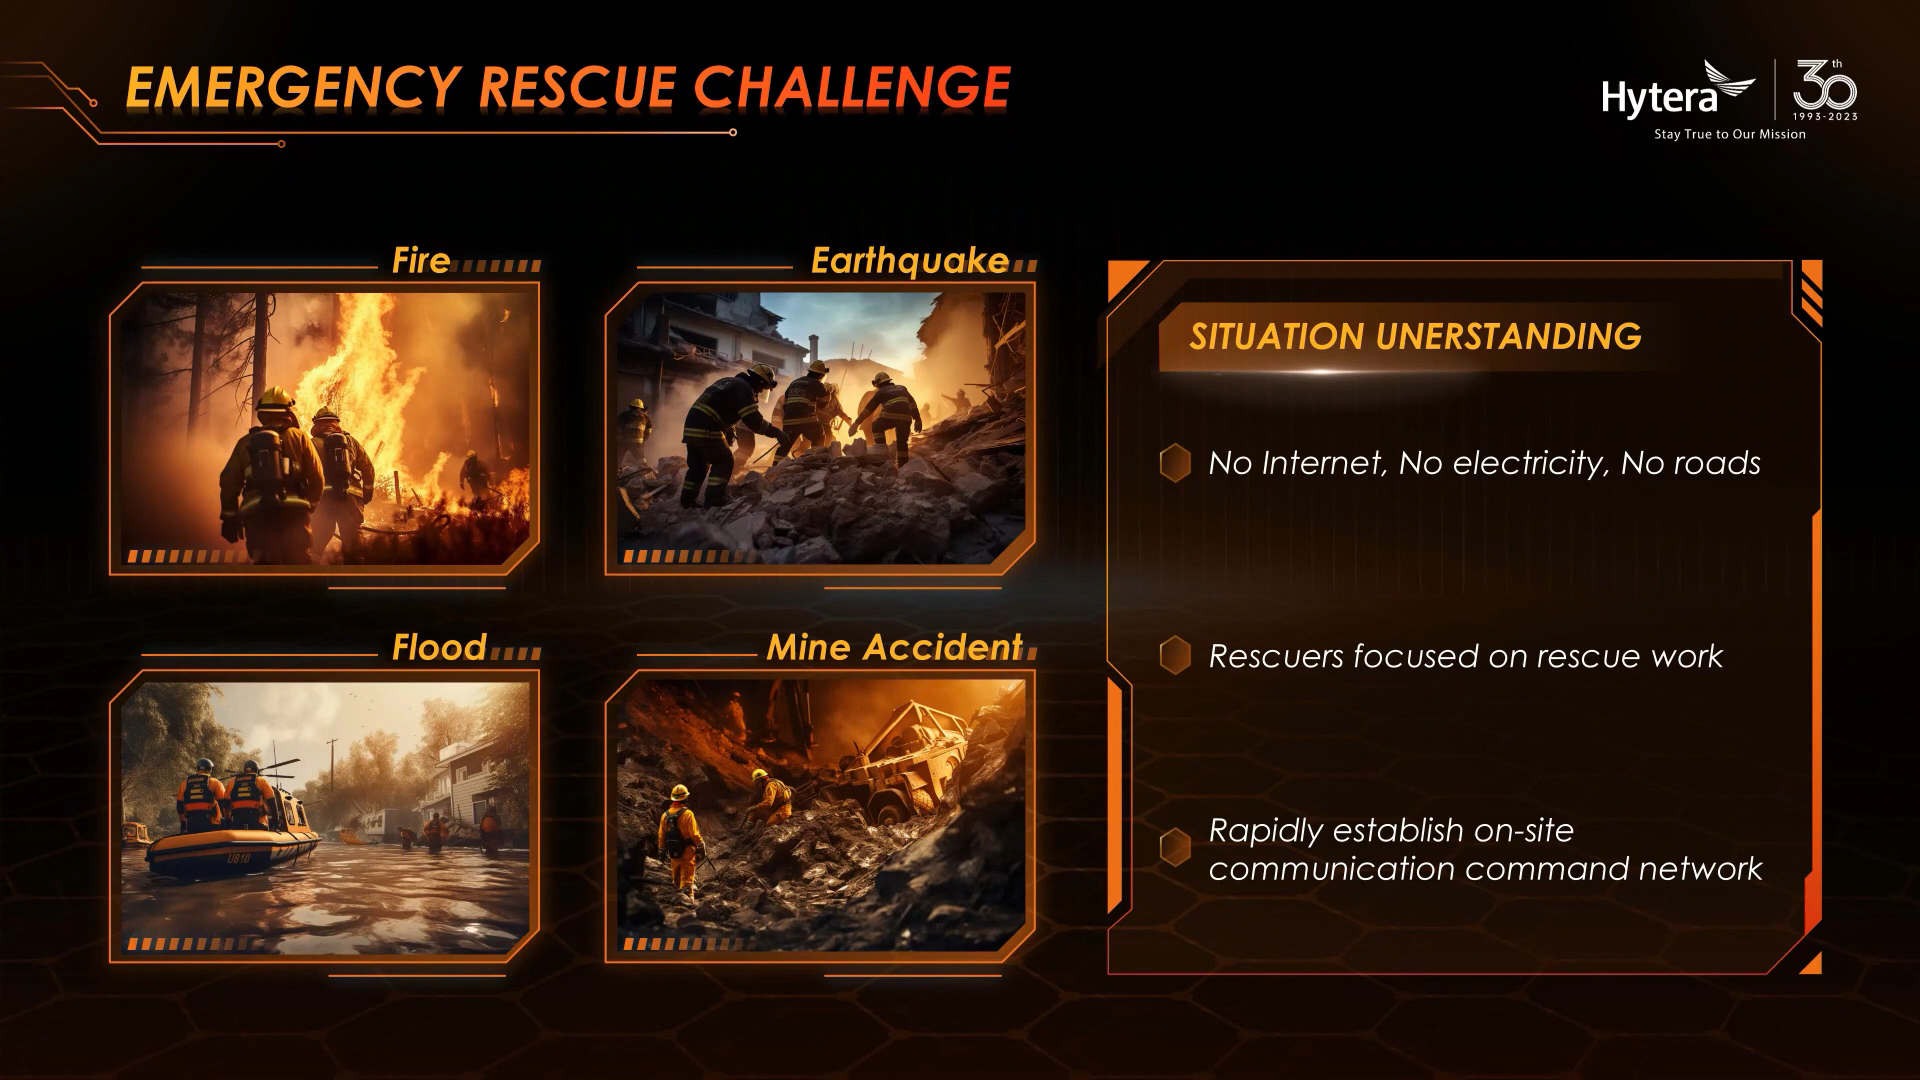 EMERGENCY RESCUE CHALLENGE
Hytera
30th
1993-2023
Stay True to Our Mission
Fire
Earthquake
Flood
Mine Accident
SITUATION UNERSTANDING
No Internet, No electricity, No roads
Rescuers focused on rescue work
Rapidly establish on-site
communication command network